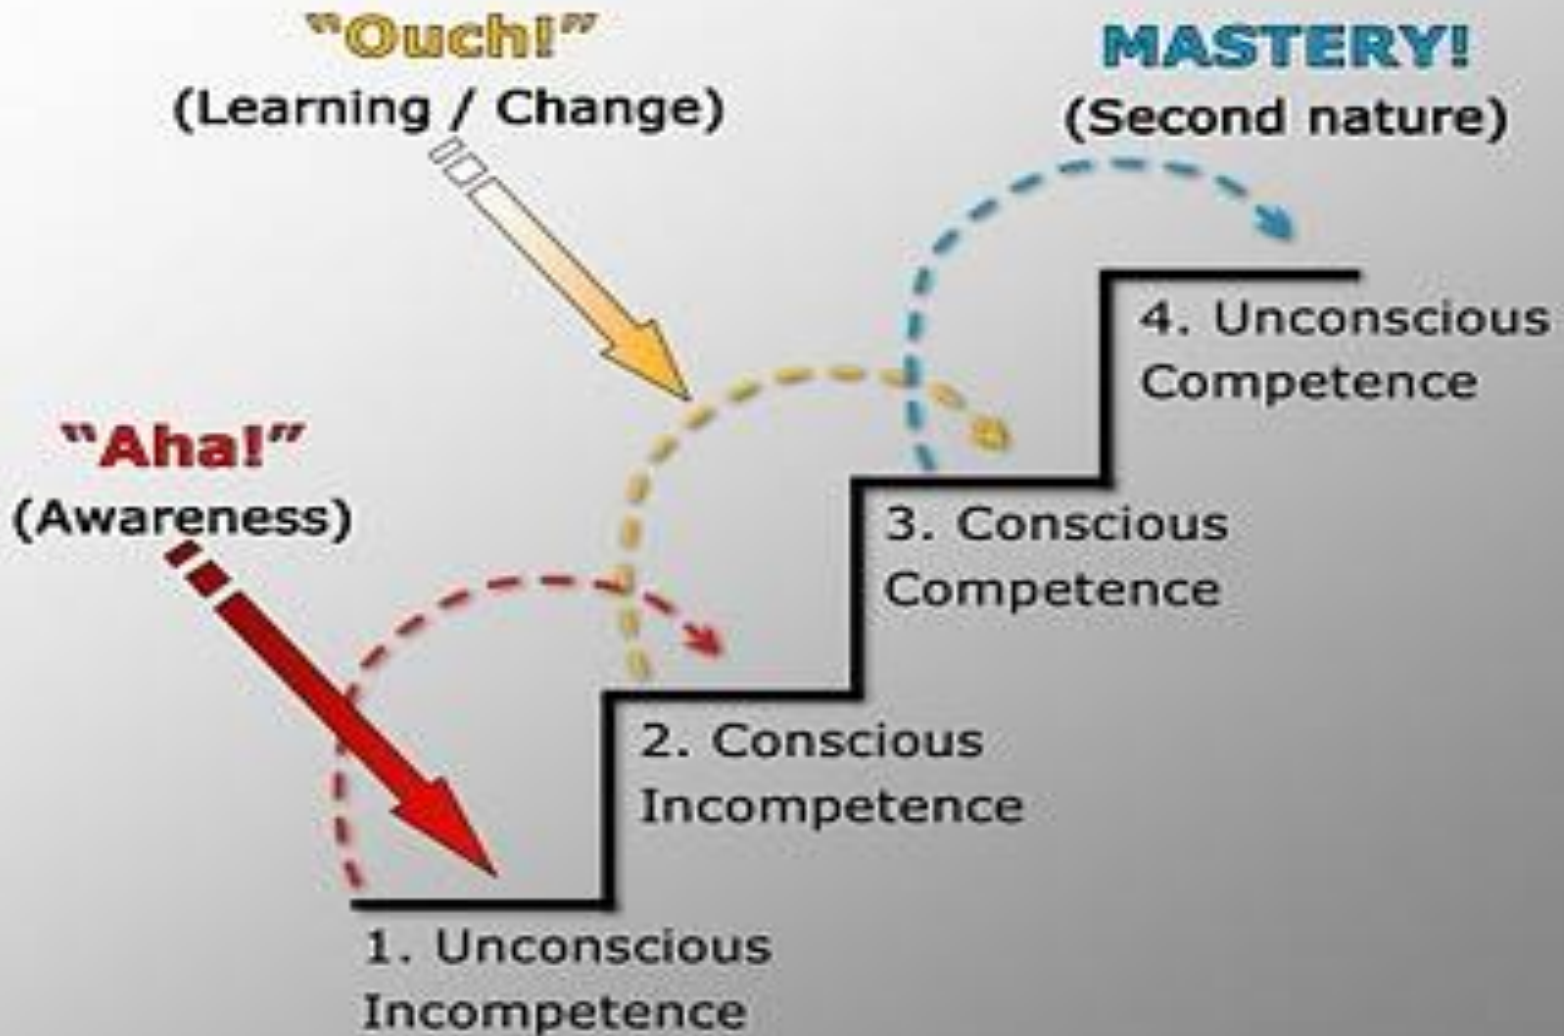 “Ouch!”
(Learning / Change)
MASTERY!
(Second nature)
“Aha!”
(Awareness)
4. Unconscious
Competence
3. Conscious
Competence
2. Conscious
Incompetence
1. Unconscious
Incompetence